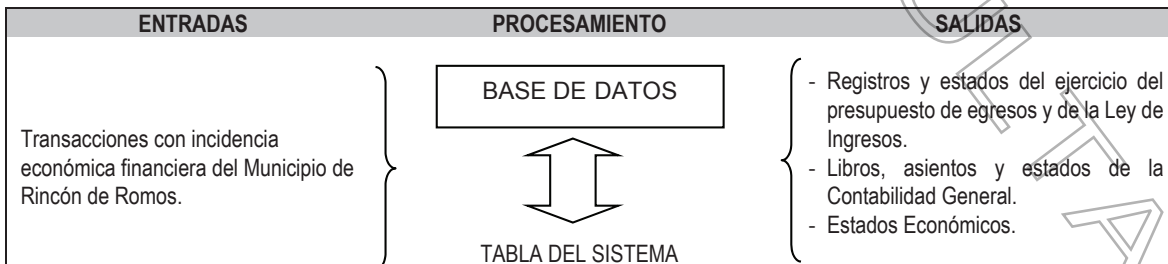 ENTRADAS PROCESAMIENTO SALIDAS
Transacciones con incidencia
económica financiera del Municipio de
Rincón de Romos.
BASE DE DATOS
TABLA DEL SISTEMA
- Registros y estados del ejercicio del
presupuesto de egresos y de la Ley de
Ingresos.
- Libros, asientos y estados de la
Contabilidad General.
- Estados Económicos.